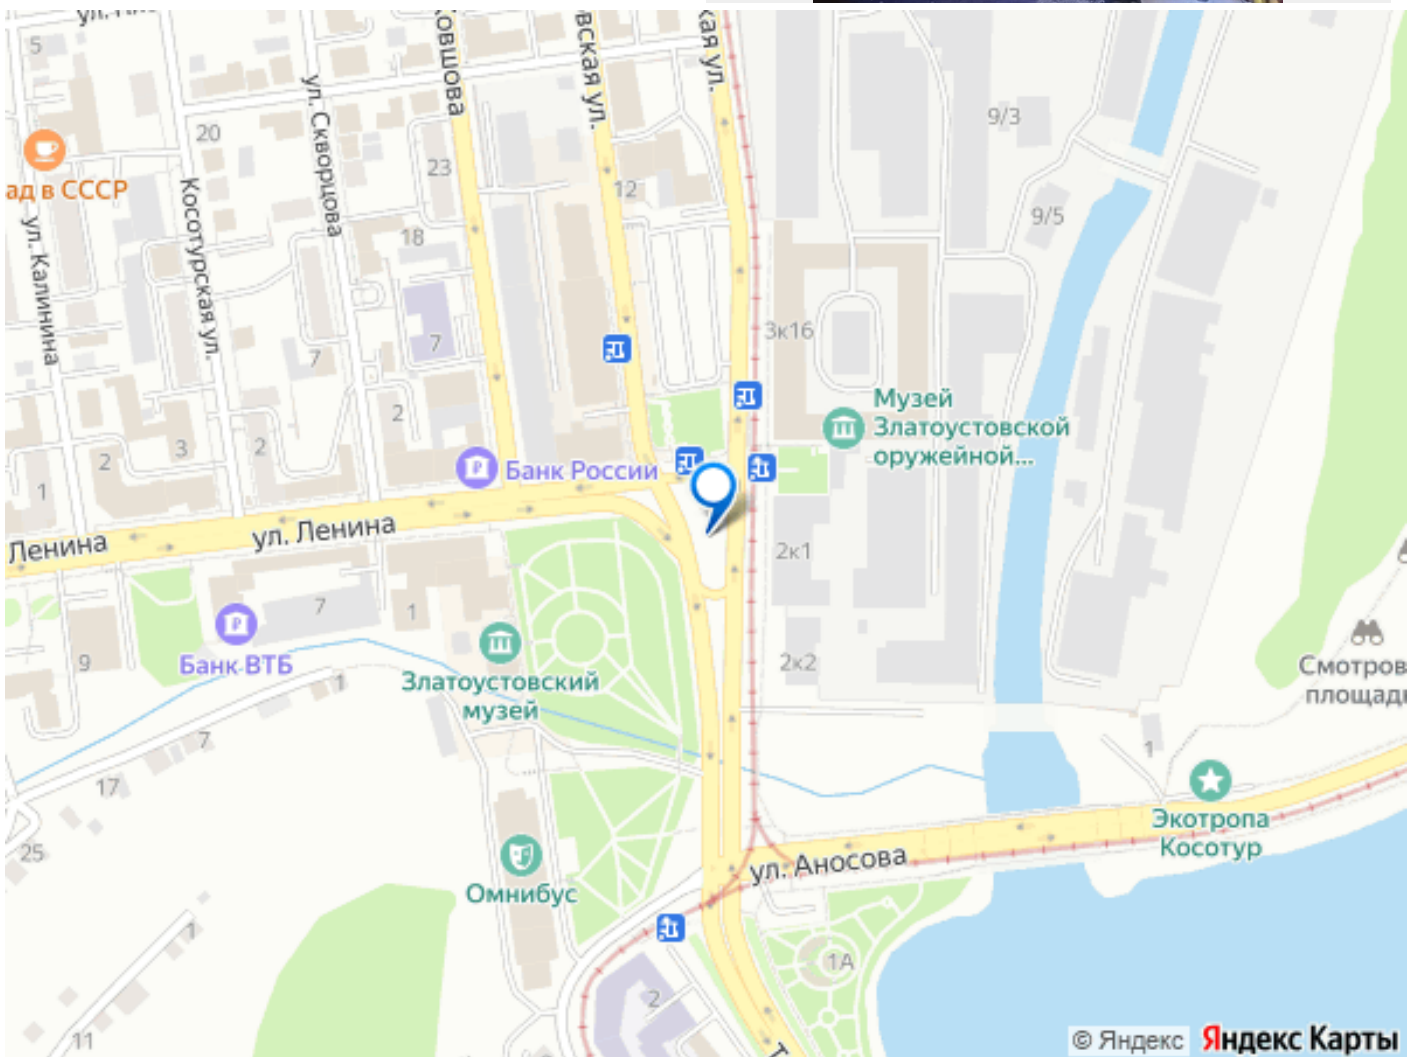 5
ул. Скворцова
20
23
12
9/3
9/5
ад в СССР
ул. Калинина
Косотурская ул.
18
7
7
3к16
Музей
Златоустовской
оружейной...
2
2
3
2
1
Банк России
ул. Ленина
Ленина
2к1
7
1
9
Банк ВТБ
Златоустовский
музей
2к2
1
7
17
25
Смотров
площадь
1
Экотропа
Косотур
ул. Аносова
Омнибус
1
1А
2
11
© Яндекс Яндекс Карты